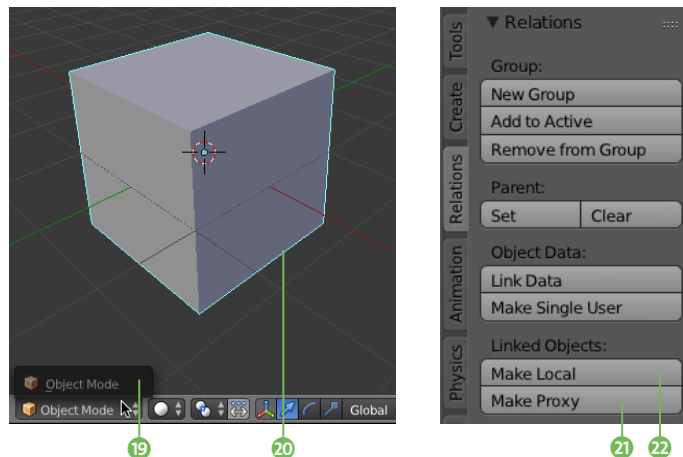 Object Mode
Object Mode
Global
19
20
Tools
Create
Relations
Animation
Physics
Relations
Group:
New Group
Add to Active
Remove from Group
Parent:
Set Clear
Object Data:
Link Data
Make Single User
Linked Objects:
Make Local
Make Proxy
21
22